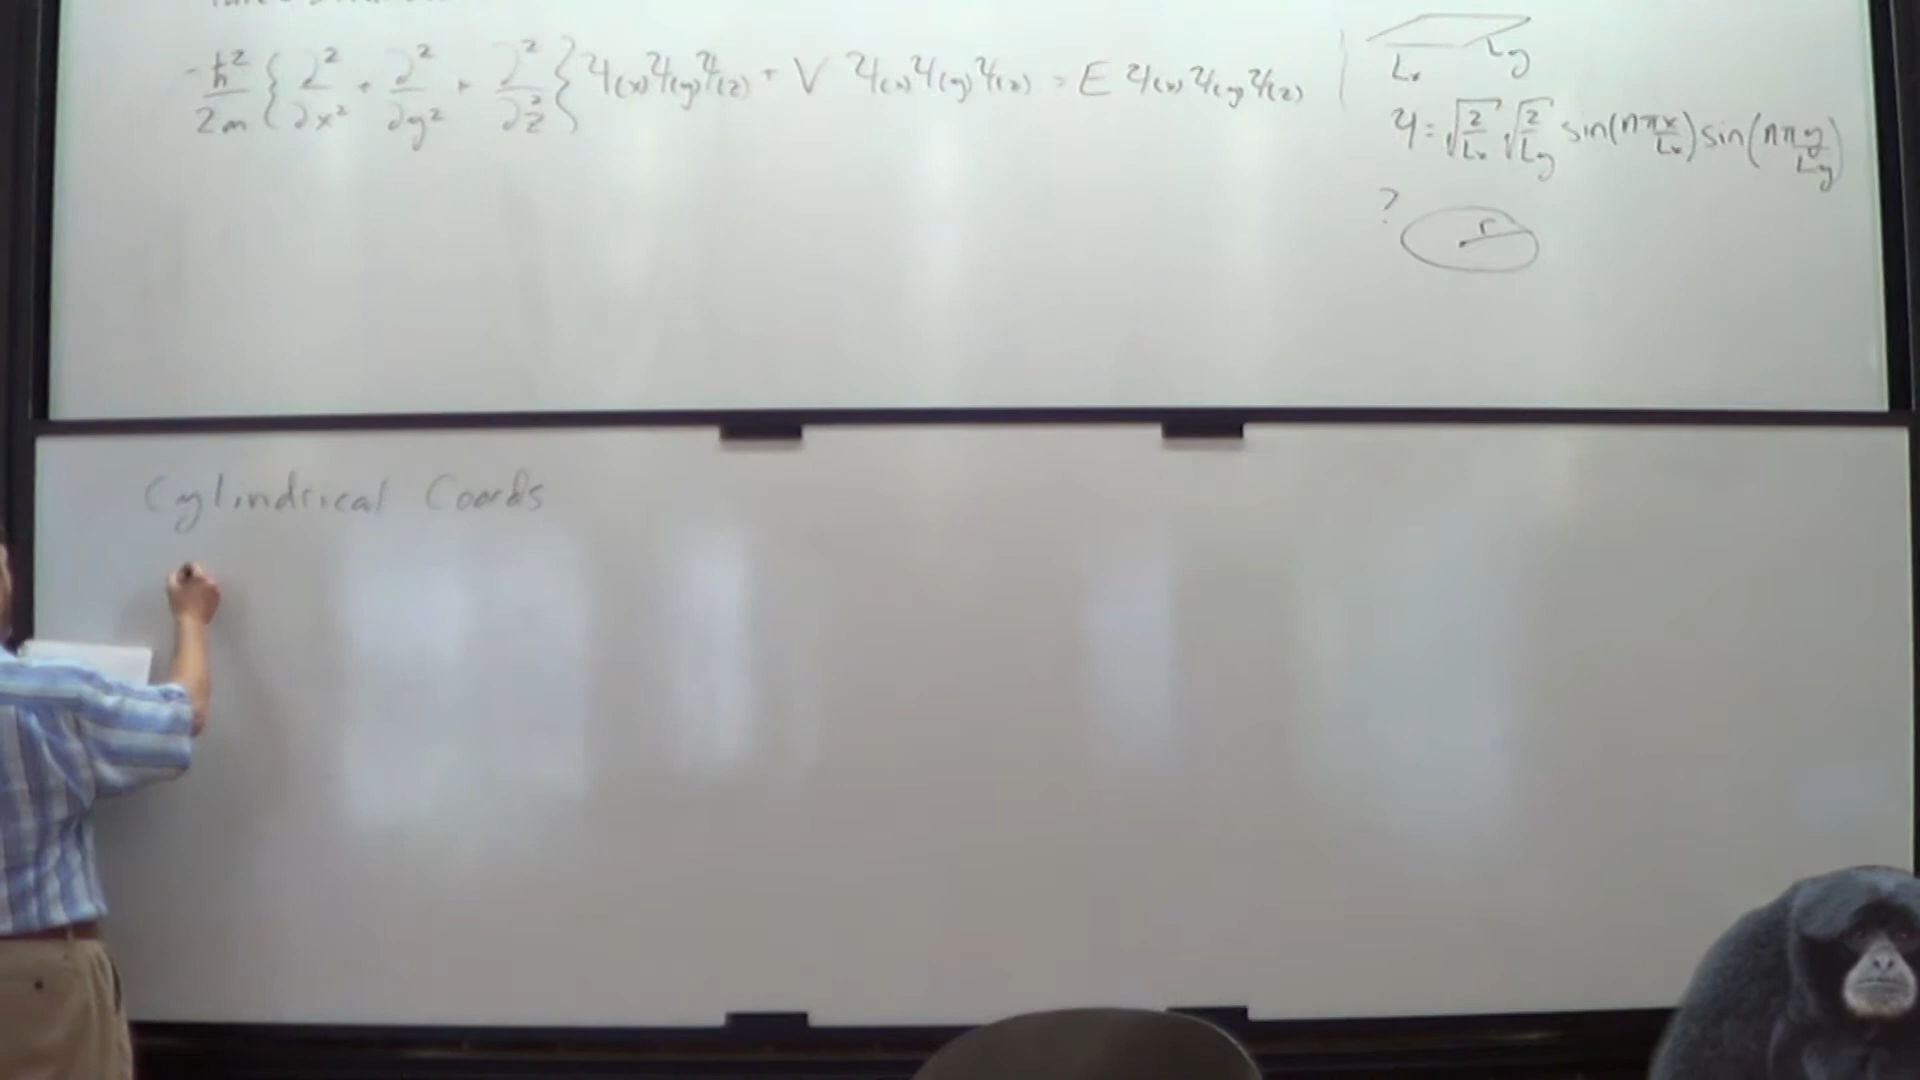 -ħ²/2m {∂²/∂x² + ∂²/∂y² + ∂²/∂z²} Ψ(x)Ψ(y)Ψ(z) + V Ψ(x)Ψ(y)Ψ(z) = E Ψ(x)Ψ(y)Ψ(z)
Lx Ly
Ψ = √(2/Lx) √(2/Ly) sin(nπx/Lx) sin(nπy/Ly)
?
r
Cylindrical Coords